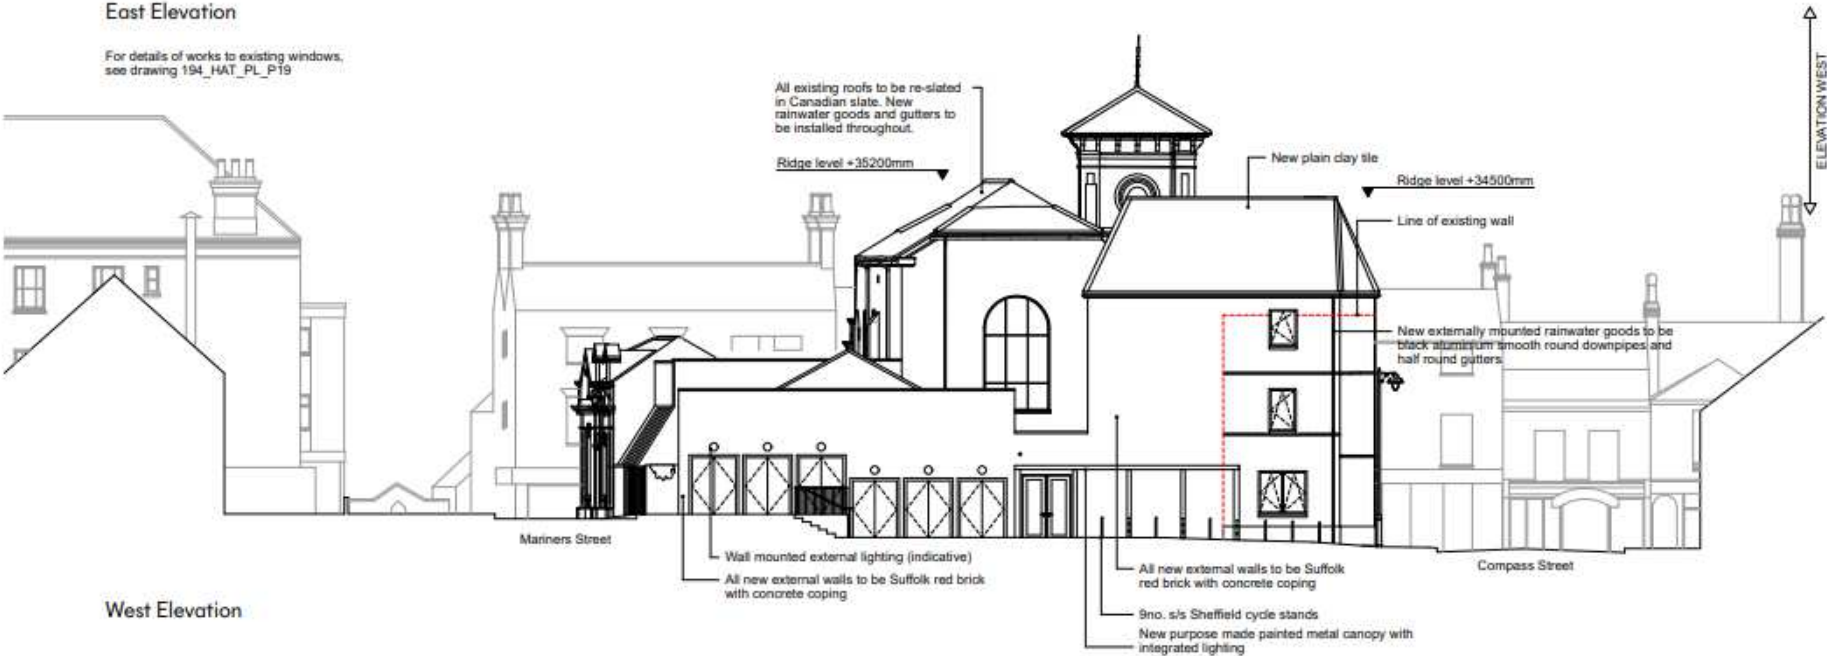 East Elevation
For details of works to existing windows,
see drawing 194_HAT_PL_P19
All existing roofs to be re-slated
in Canadian slate. New
rainwater goods and gutters to
be installed throughout.
Ridge level +35200mm
New plain clay tile
Ridge level +34500mm
Line of existing wall
ELEVATION WEST
New externally mounted rainwater goods to be
black aluminium smooth round downpipes and
half round gutters
Mariners Street
Compass Street
Wall mounted external lighting (indicative)
All new external walls to be Suffolk red brick
with concrete coping
All new external walls to be Suffolk
red brick with concrete coping
9no. s/s Sheffield cycle stands
New purpose made painted metal canopy with
integrated lighting
West Elevation